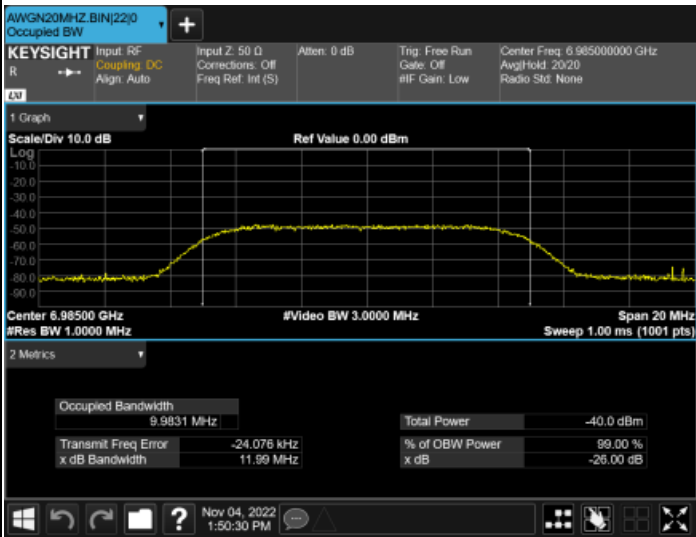 AWGN20MHZ.BIN|22|0
Occupied BW
+
KEYSIGHT Input: RF Input Z: 50 Ω Atten: 0 dB Trig: Free Run Center Freq: 6.985000000 GHz
R Coupling: DC Corrections: Off Gate: Off Avg|Hold: 20/20
Align: Auto Freq Ref: Int (S) #IF Gain: Low Radio Std: None
LXI
1 Graph
Scale/Div 10.0 dB Ref Value 0.00 dBm
Log
-10.0
-20.0
-30.0
-40.0
-50.0
-60.0
-70.0
-80.0
-90.0
Center 6.98500 GHz #Video BW 3.0000 MHz Span 20 MHz
#Res BW 1.0000 MHz Sweep 1.00 ms (1001 pts)
2 Metrics
Occupied Bandwidth
9.9831 MHz Total Power -40.0 dBm
Transmit Freq Error -24.076 kHz % of OBW Power 99.00 %
x dB Bandwidth 11.99 MHz x dB -26.00 dB
? Nov 04, 2022
1:50:30 PM